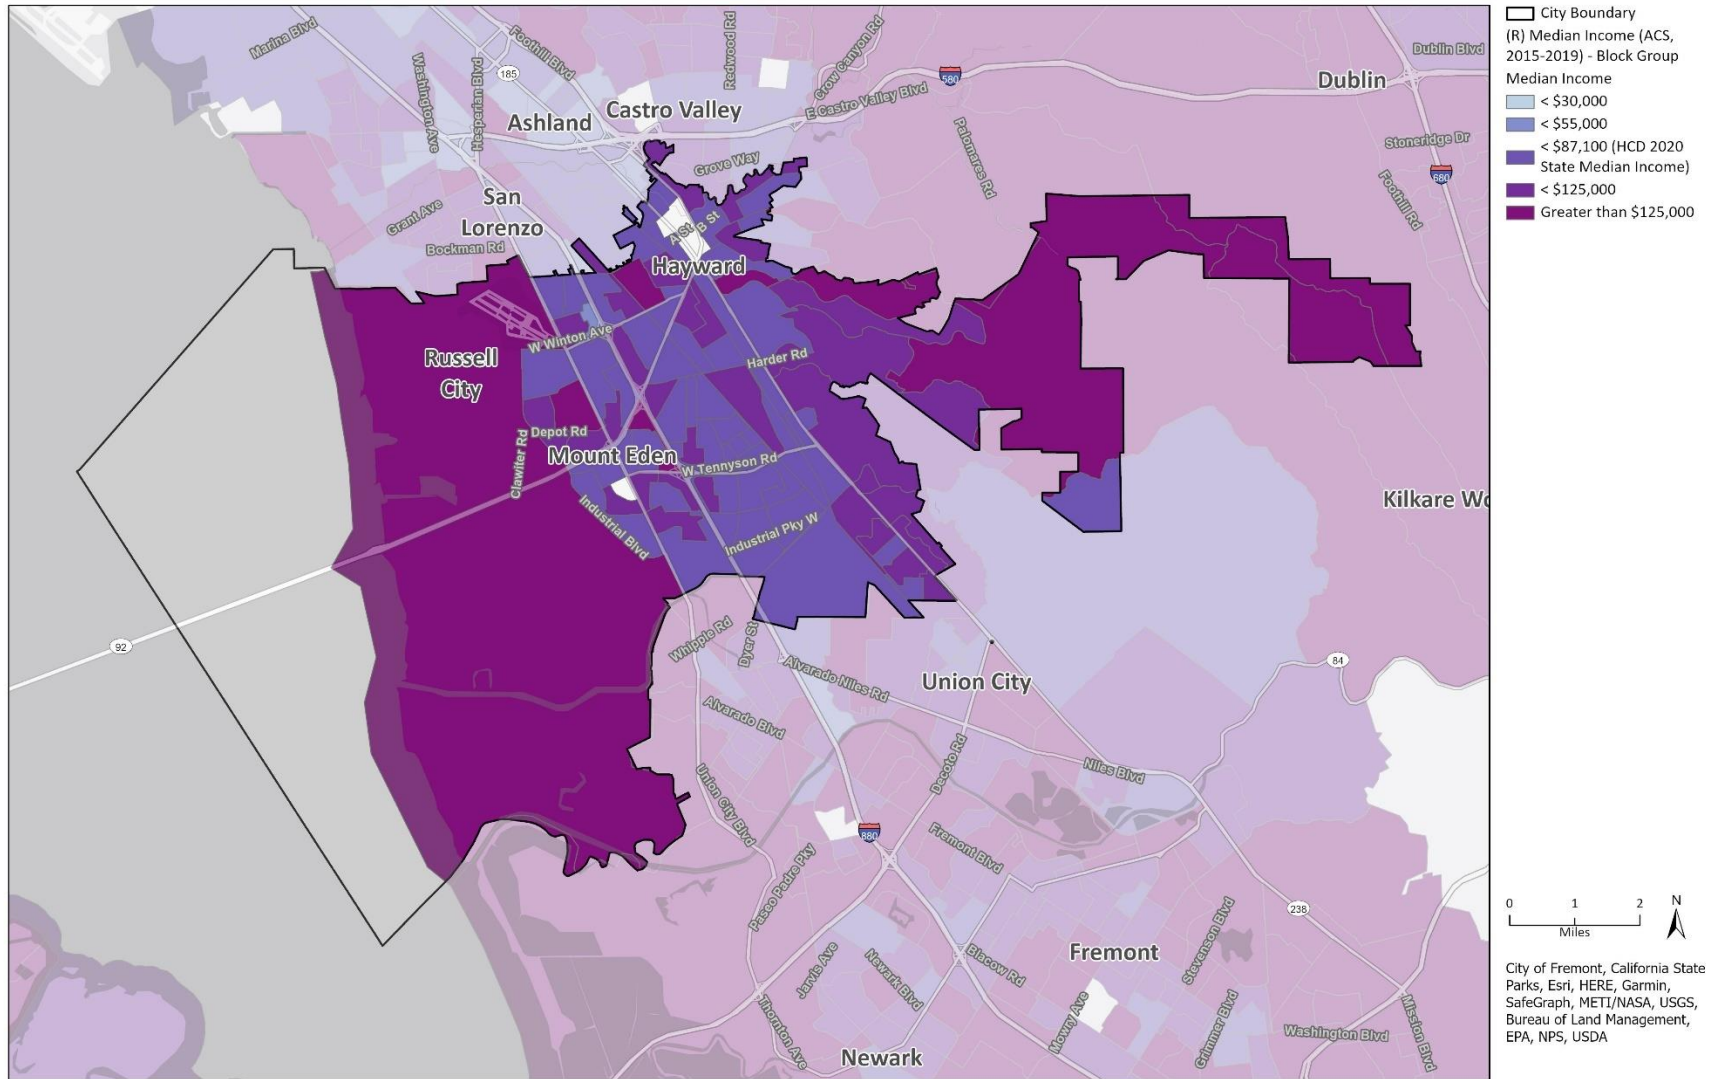 Marina Blvd
Washington Ave
Hesperian Blvd
185
Foothill Blvd
Redwood Rd
Crow Canyon Rd
580
E Castro Valley Blvd
Dublin Blvd
Dublin
Castro Valley
Ashland
Stoneridge Dr
680
Foothill Rd
Palomares Rd
Grove Way
San
Lorenzo
Grant Ave
Bockman Rd
A St
B St
Hayward
Russell
City
W Winton Ave
Harder Rd
Depot Rd
Mount Eden
Clawiter Rd
W Tennyson Rd
Industrial Blvd
Industrial Pky W
Kilkare Wo
92
Whipple Rd
Dyer St
Alvarado Niles Rd
Union City
84
Alvarado Blvd
Union City Blvd
Decoto Rd
Niles Blvd
880
Fremont Blvd
Paseo Padre Pky
238
Stevenson Blvd
Fremont
Blacow Rd
Jarvis Ave
Newark Blvd
Mowry Ave
Grimmer Blvd
Washington Blvd
Mission Blvd
Thornton Ave
Newark
City Boundary
(R) Median Income (ACS,
2015-2019) - Block Group
Median Income
< $30,000
< $55,000
< $87,100 (HCD 2020
State Median Income)
< $125,000
Greater than $125,000
0 1 2
Miles
N
City of Fremont, California State
Parks, Esri, HERE, Garmin,
SafeGraph, METI/NASA, USGS,
Bureau of Land Management,
EPA, NPS, USDA